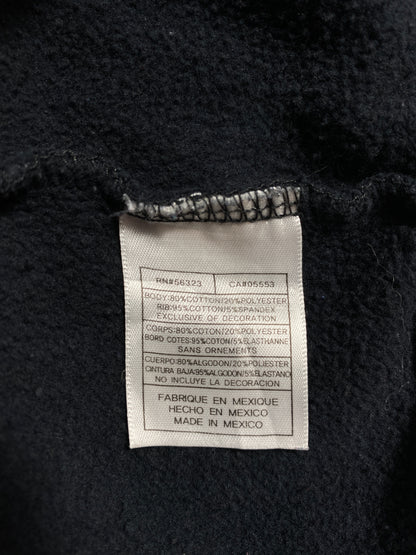 RN#56323 CA#05553
BODY:80%COTTON/20%POLYESTER
RIB:95%COTTON/5%SPANDEX
EXCLUSIVE OF DECORATION
CORPS:80%COTON/20%POLYESTER
BORD COTES:95%COTON/5%ELASTHANNE
SANS ORNEMENTS
CUERPO:80%ALGODON/20%POLIESTER
CINTURA BAJA:95%ALGODON/5%ELASTANO
NO INCLUYE LA DECORACION
FABRIQUE EN MEXIQUE
HECHO EN MEXICO
MADE IN MEXICO